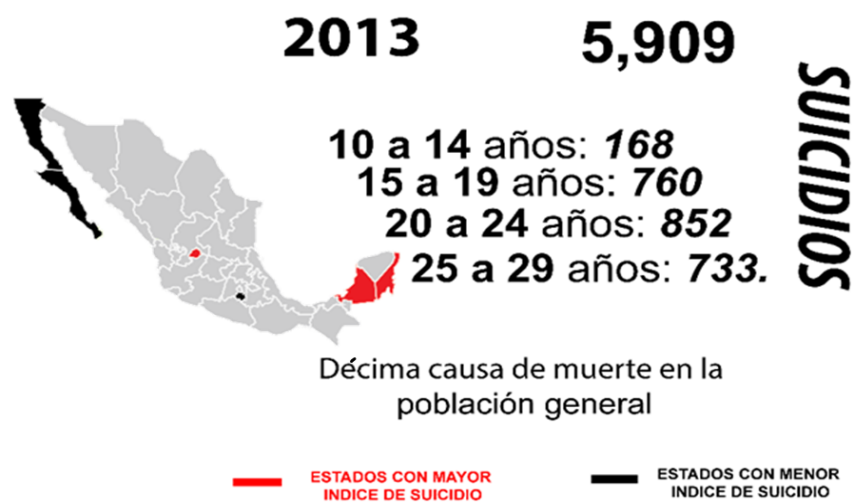 2013
5,909
SUICIDIOS
10 a 14 años: 168
15 a 19 años: 760
20 a 24 años: 852
25 a 29 años: 733.
Décima causa de muerte en la
población general
ESTADOS CON MAYOR
INDICE DE SUICIDIO
ESTADOS CON MENOR
INDICE DE SUICIDIO